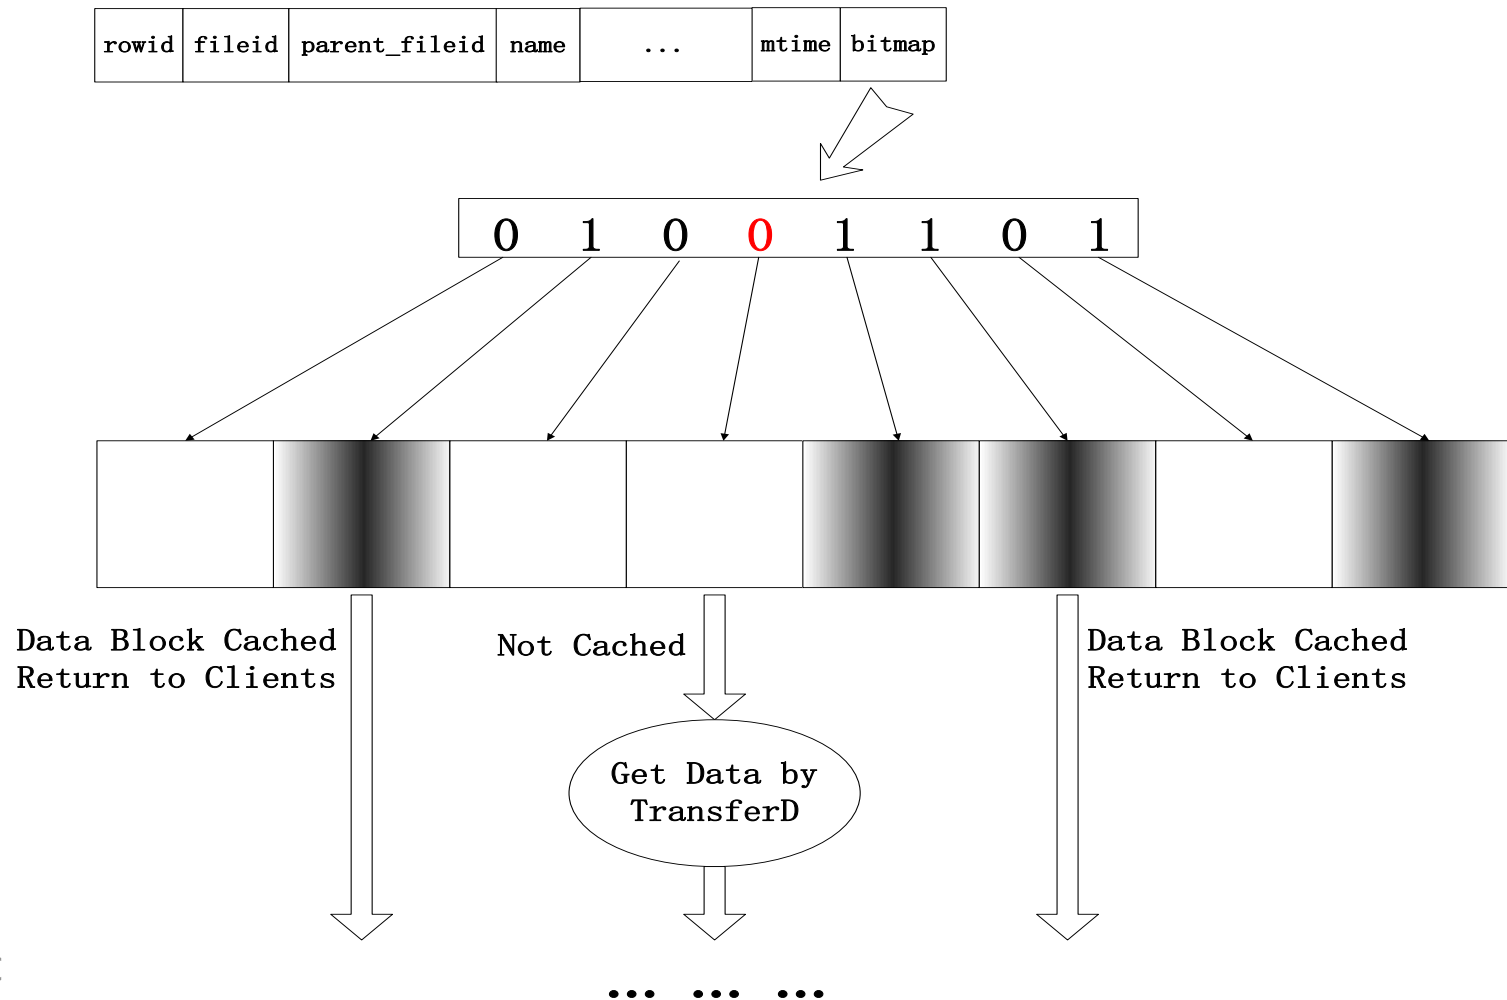 rowid fileid parent_fileid name ... mtime bitmap
0 1 0 0 1 1 0 1
Data Block Cached
Return to Clients
Not Cached
Data Block Cached
Return to Clients
Get Data by
TransferD
... ... ...